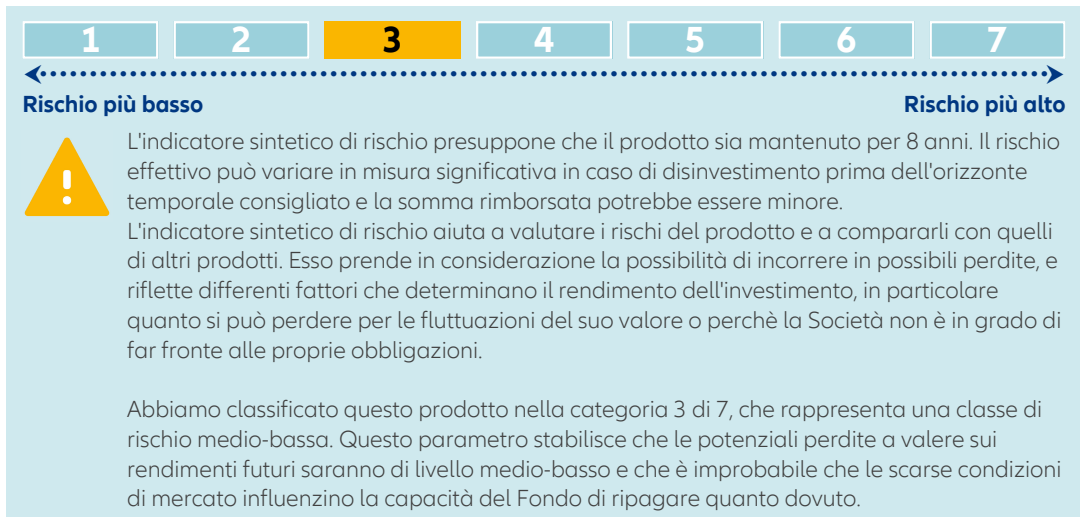 1 2 3 4 5 6 7
Rischio più basso Rischio più alto
L'indicatore sintetico di rischio presuppone che il prodotto sia mantenuto per 8 anni. Il rischio
effettivo può variare in misura significativa in caso di disinvestimento prima dell'orizzonte
temporale consigliato e la somma rimborsata potrebbe essere minore.
L'indicatore sintetico di rischio aiuta a valutare i rischi del prodotto e a compararli con quelli
di altri prodotti. Esso prende in considerazione la possibilità di incorrere in possibili perdite, e
riflette differenti fattori che determinano il rendimento dell'investimento, in particolare
quanto si può perdere per le fluttuazioni del suo valore o perchè la Società non è in grado di
far fronte alle proprie obbligazioni.
Abbiamo classificato questo prodotto nella categoria 3 di 7, che rappresenta una classe di
rischio medio-bassa. Questo parametro stabilisce che le potenziali perdite a valere sui
rendimenti futuri saranno di livello medio-basso e che è improbabile che le scarse condizioni
di mercato influenzino la capacità del Fondo di ripagare quanto dovuto.